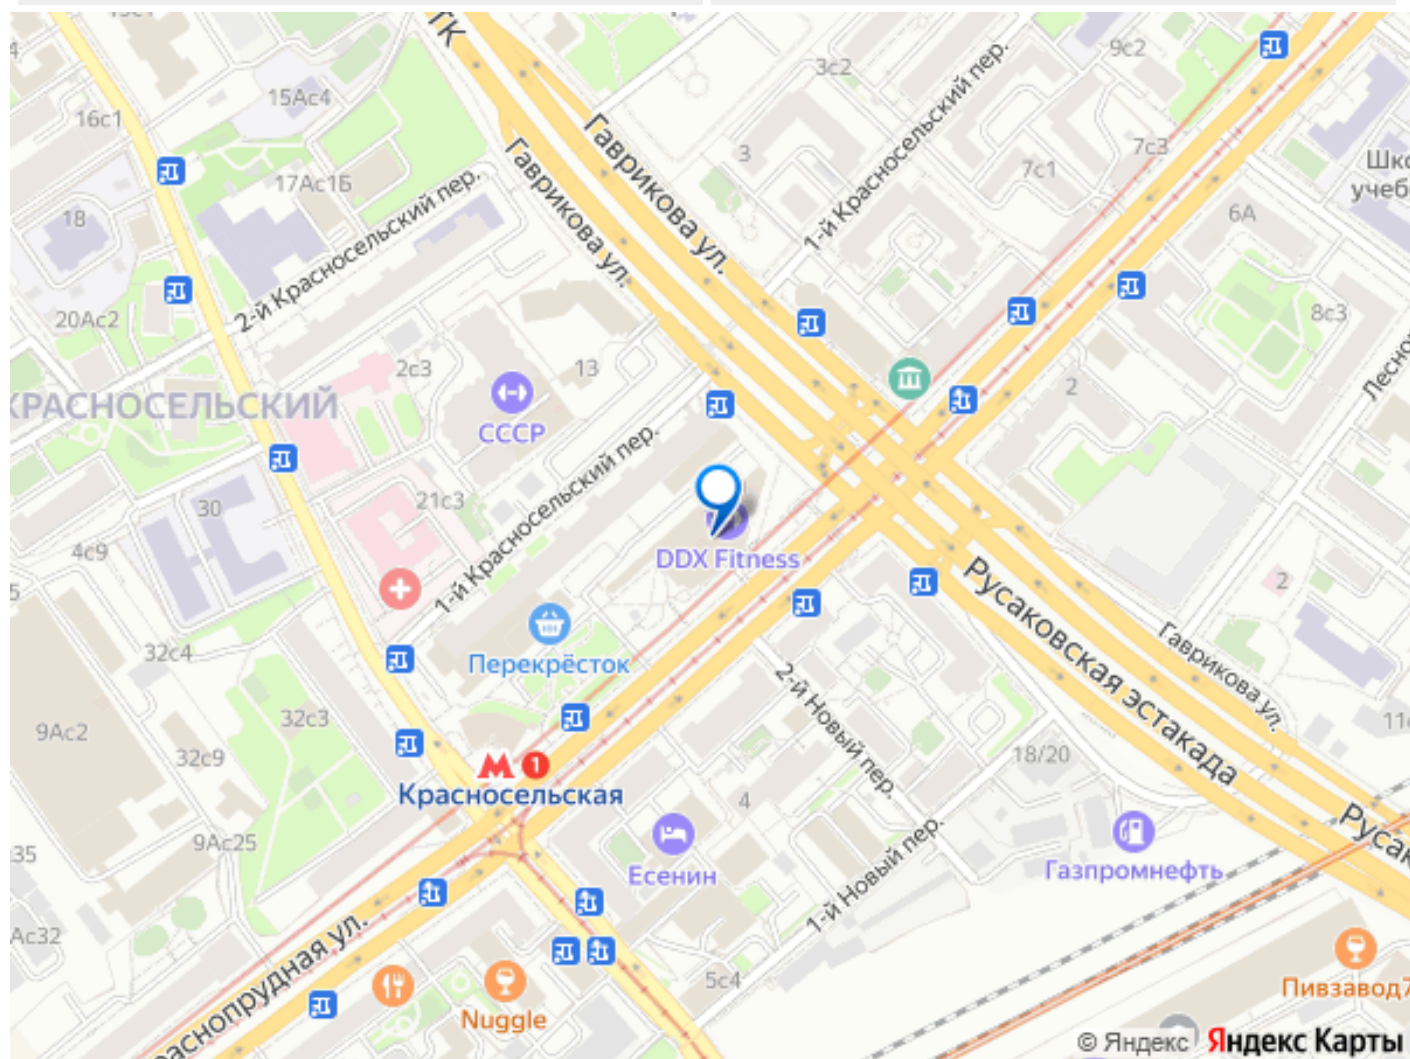 ТК
9с2
3с2
15Ас4
16с1
Гаврикова ул.
Гаврикова ул.
1-й Красносельский пер.
3
7с3
7с1
17Ас1Б
2-й Красносельский пер.
18
6А
20Ас2
8с3
2с3
13
2
КРАСНОСЕЛЬСКИЙ
СССР
30
21с3
1-й Красносельский пер.
4с9
DDX Fitness
2
Русаковская эстакада
Гаврикова ул.
32с4
Перекрёсток
2-й Новый пер.
9Ас2
32с3
32с9
18/20
М 1
Красносельская
4
9Ас25
35
Есенин
1-й Новый пер.
Газпромнефть
Ас32
5с4
Nuggle
Пивзавод7
© Яндекс Яндекс Карты